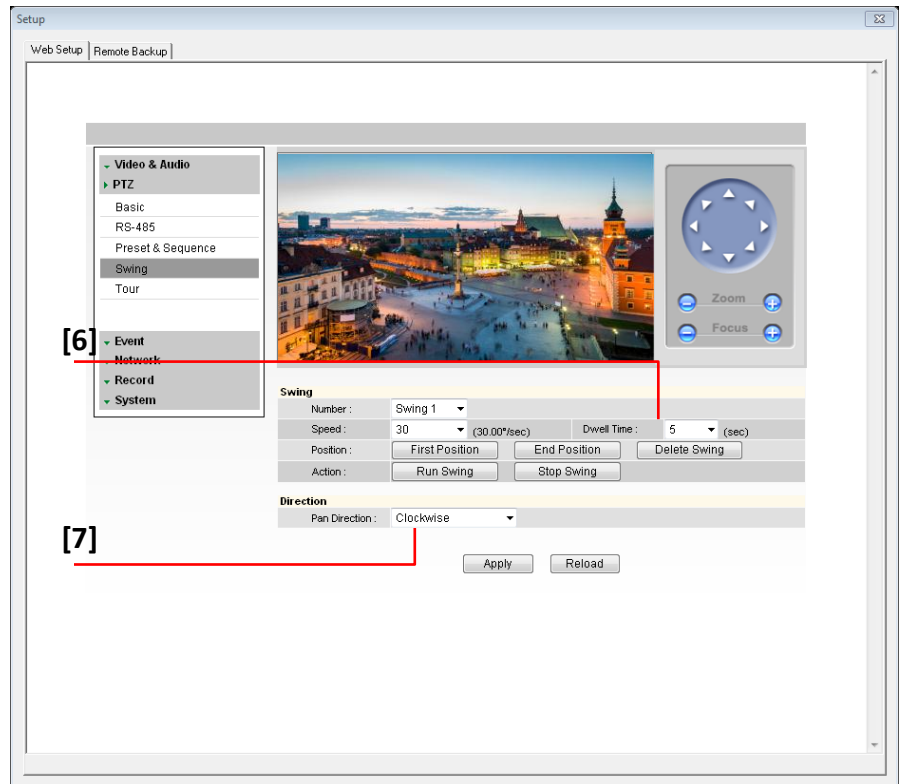 Setup
Web Setup Remote Backup
Video & Audio
PTZ
Basic
RS-485
Preset & Sequence
Swing
Tour
Zoom
Focus
[6]
Event
Network
Record
System
Swing
Number : Swing 1
Speed : 30 (30.00°/sec) Dwell Time : 5 (sec)
Position : First Position End Position Delete Swing
Action : Run Swing Stop Swing
Direction
Pan Direction : Clockwise
[7]
Apply Reload